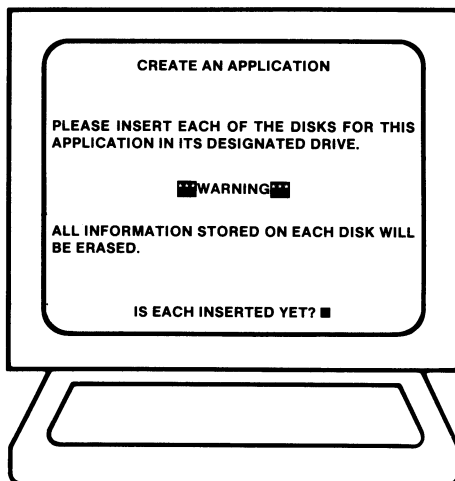 CREATE AN APPLICATION
PLEASE INSERT EACH OF THE DISKS FOR THIS
APPLICATION IN ITS DESIGNATED DRIVE.
***WARNING***
ALL INFORMATION STORED ON EACH DISK WILL
BE ERASED.
IS EACH INSERTED YET? ■